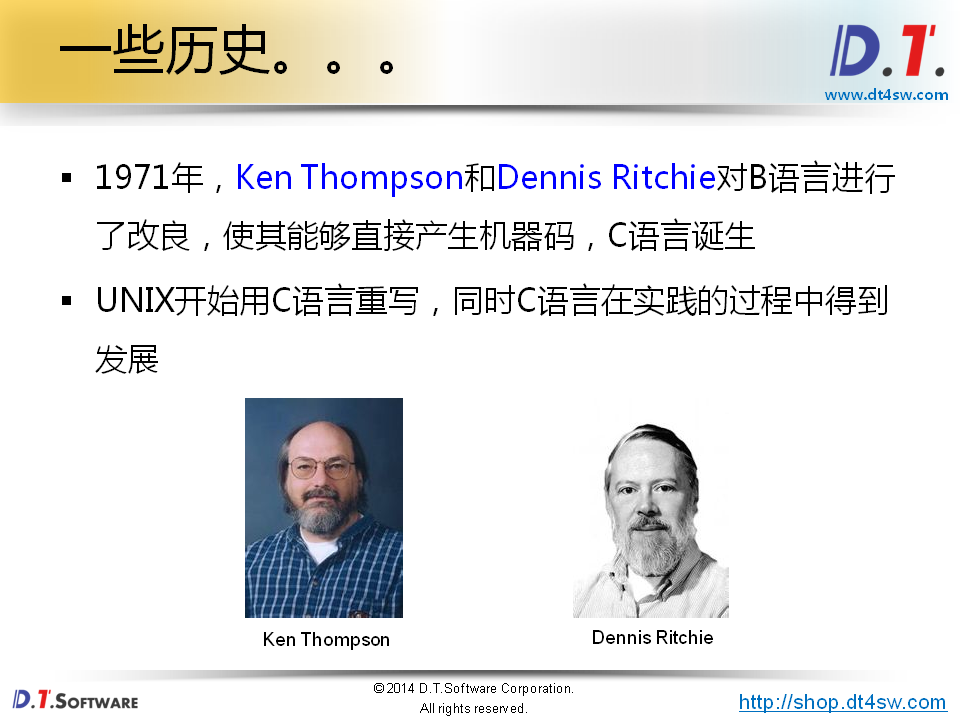 一些历史。。。
D.T.
www.dt4sw.com
▪ 1971年，Ken Thompson和Dennis Ritchie对B语言进行
了改良，使其能够直接产生机器码，C语言诞生
▪ UNIX开始用C语言重写，同时C语言在实践的过程中得到
发展
Ken Thompson
Dennis Ritchie
D.T.SOFTWARE
©2014 D.T.Software Corporation.
All rights reserved.
http://shop.dt4sw.com